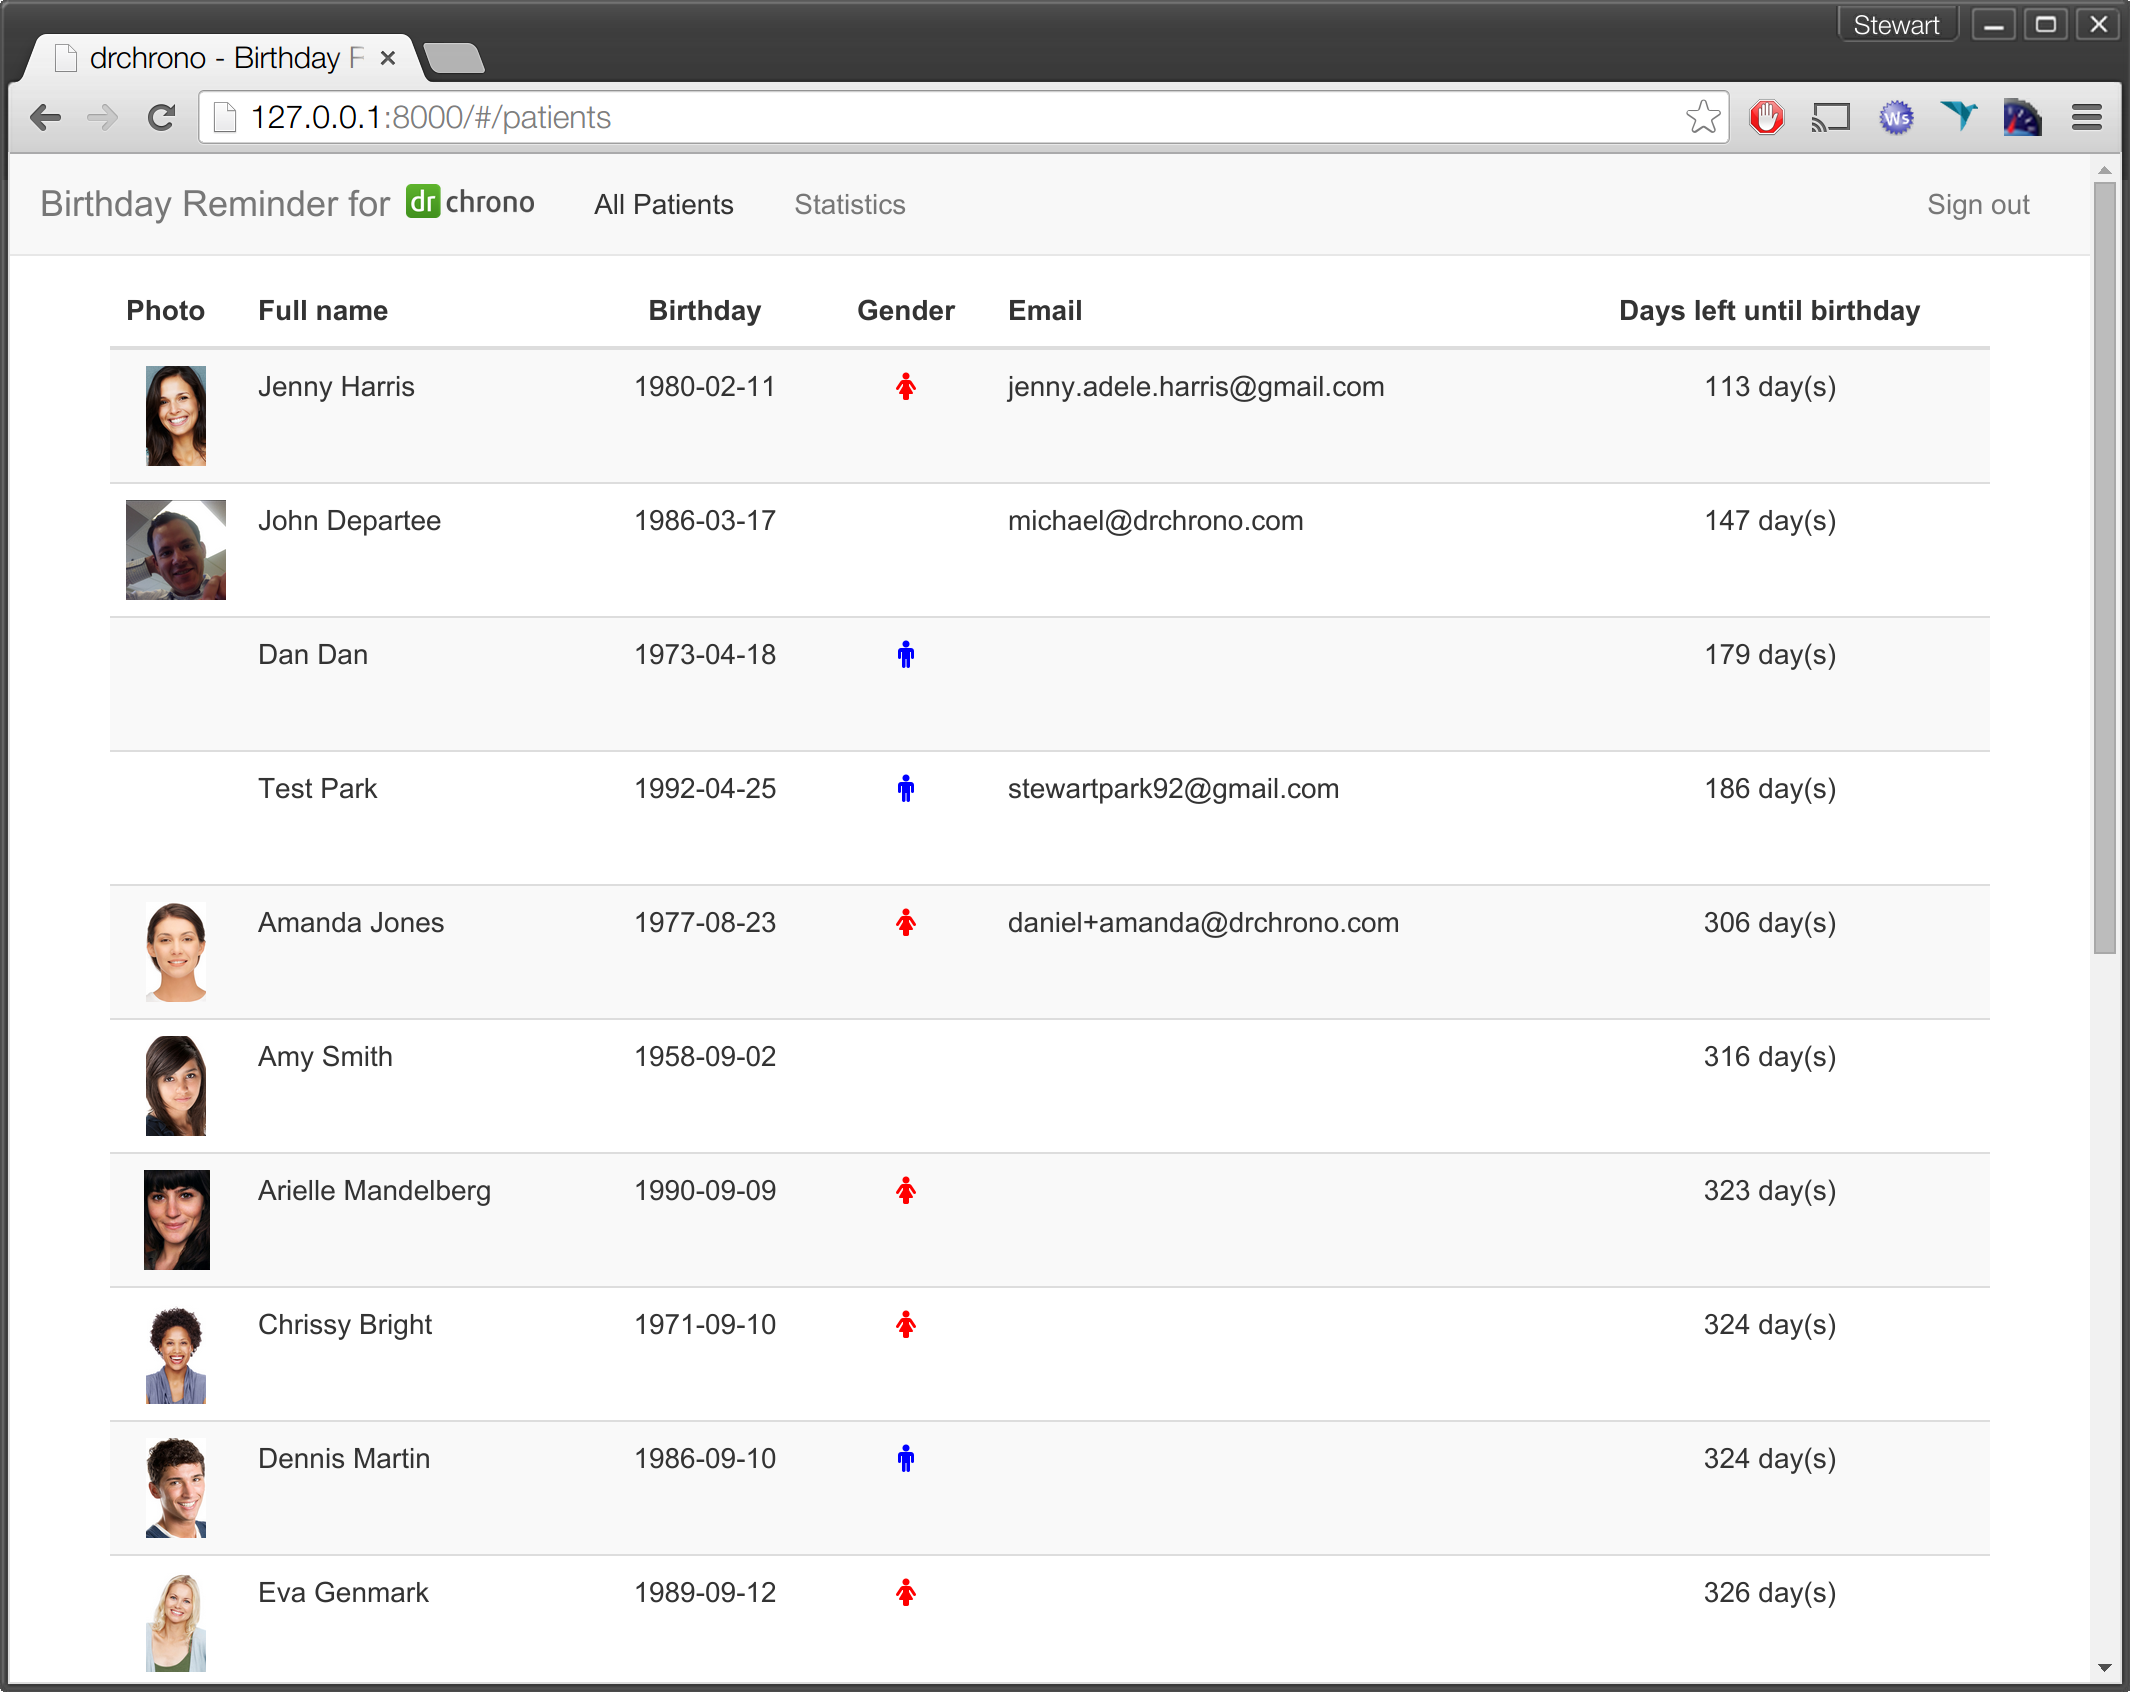 Stewart
drchrono - Birthday R
127.0.0.1:8000/#/patients
Birthday Reminder for dr chrono All Patients Statistics Sign out
Photo Full name Birthday Gender Email Days left until birthday
Jenny Harris 1980-02-11 jenny.adele.harris@gmail.com 113 day(s)
John Departee 1986-03-17 michael@drchrono.com 147 day(s)
Dan Dan 1973-04-18 179 day(s)
Test Park 1992-04-25 stewartpark92@gmail.com 186 day(s)
Amanda Jones 1977-08-23 daniel+amanda@drchrono.com 306 day(s)
Amy Smith 1958-09-02 316 day(s)
Arielle Mandelberg 1990-09-09 323 day(s)
Chrissy Bright 1971-09-10 324 day(s)
Dennis Martin 1986-09-10 324 day(s)
Eva Genmark 1989-09-12 326 day(s)